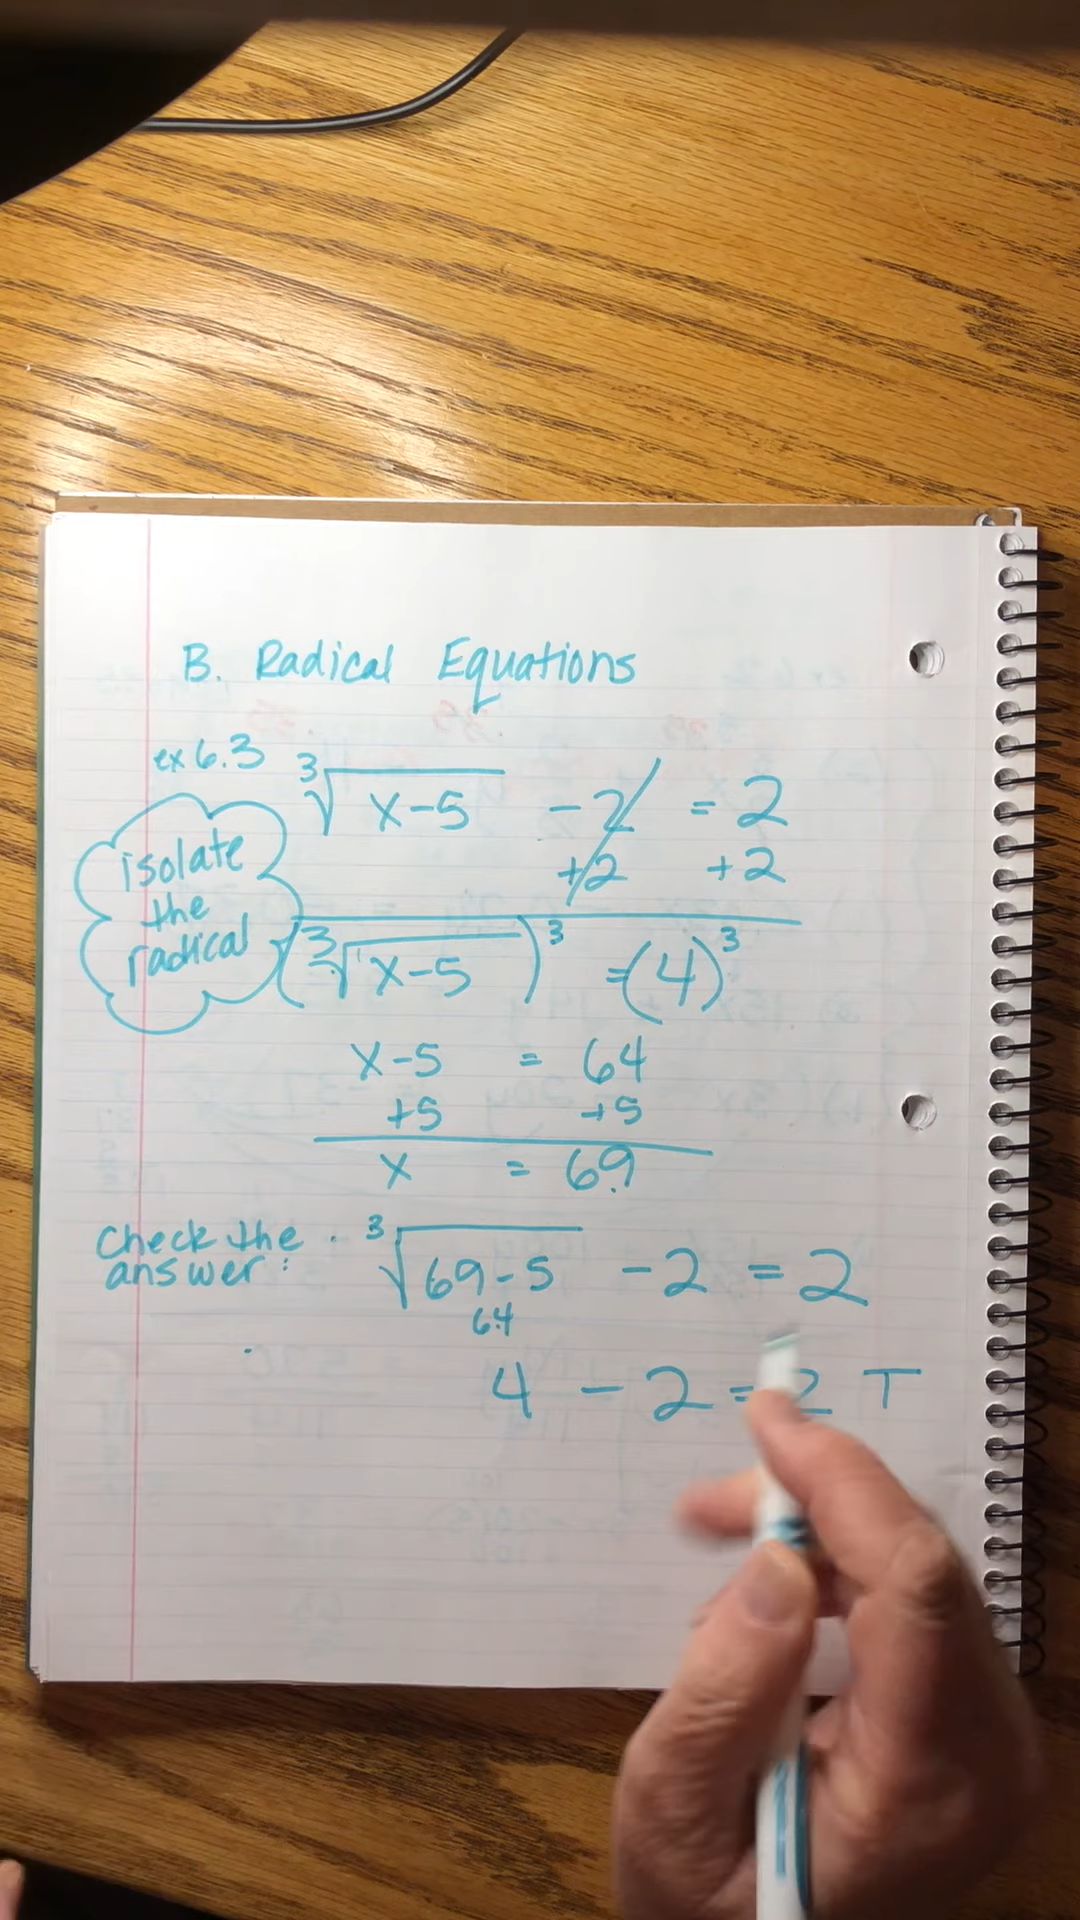 B. Radical Equations
ex 6.3
∛(x-5) - 2 = 2
+2 +2
isolate
the
radical
(∛(x-5))³ = (4)³
x-5 = 64
+5 +5
x = 69
Check the
answer:
∛(69-5) - 2 = 2
64
4 - 2 = 2 T